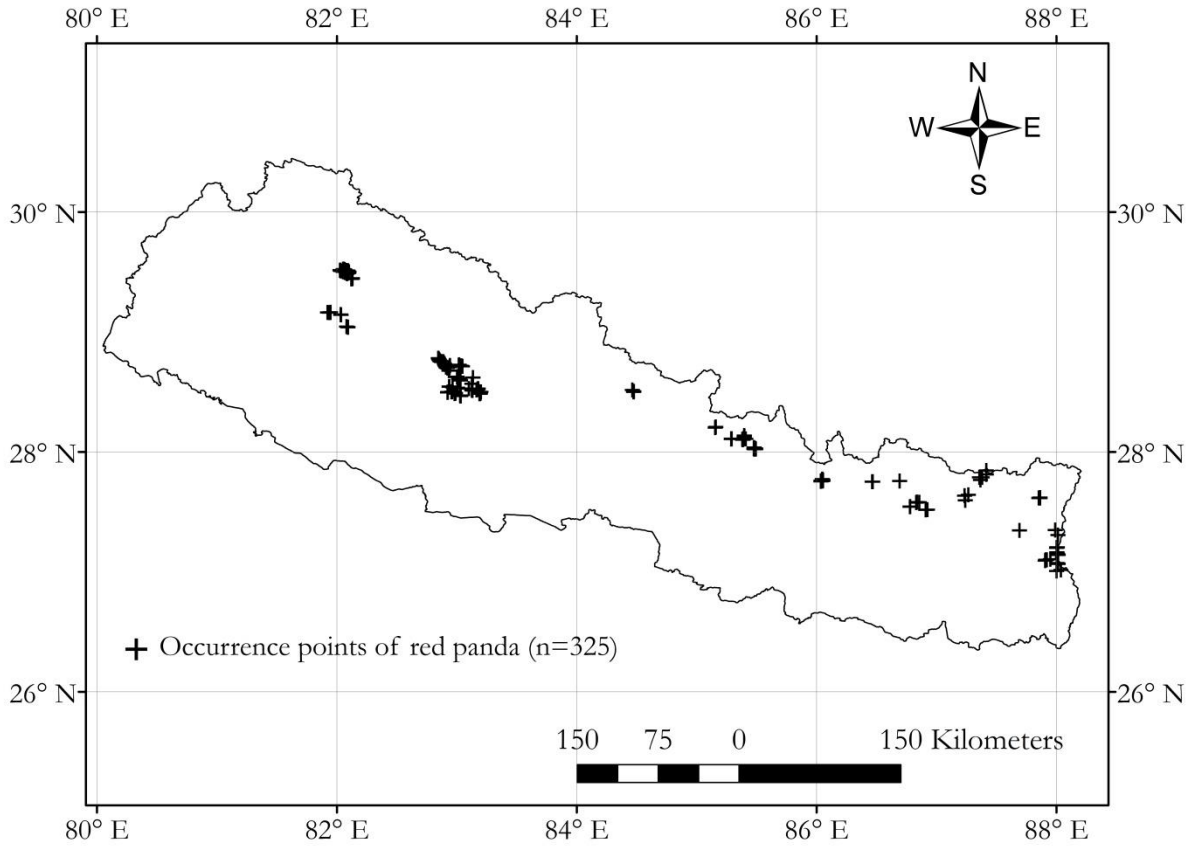 80° E 82° E 84° E 86° E 88° E
N
W E
S
30° N 30° N
28° N 28° N
Occurrence points of red panda (n=325)
26° N 26° N
150 75 0 150 Kilometers
80° E 82° E 84° E 86° E 88° E